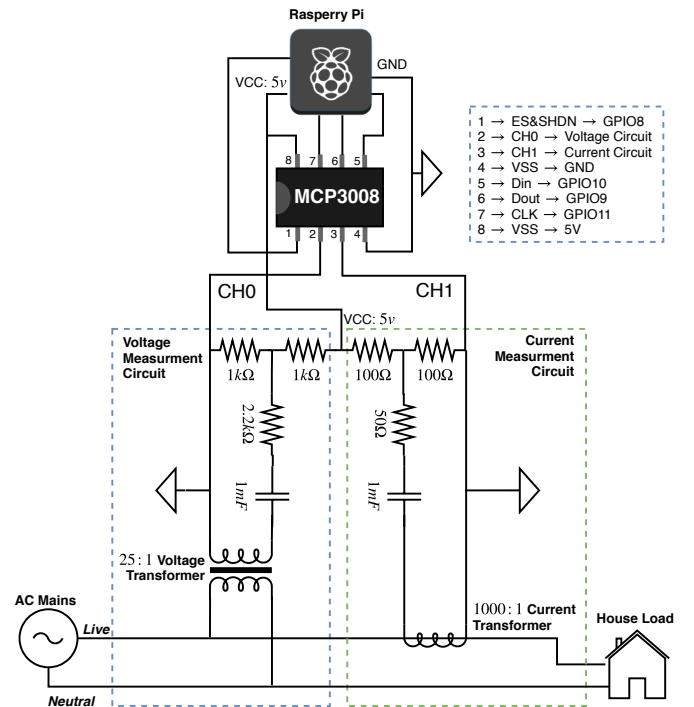 Rasperry Pi
GND
VCC: 5v
8 7 6 5
MCP3008
1 2 3 4
1 → ES&SHDN → GPIO8
2 → CH0 → Voltage Circuit
3 → CH1 → Current Circuit
4 → VSS → GND
5 → Din → GPIO10
6 → Dout → GPIO9
7 → CLK → GPIO11
8 → VSS → 5V
CH0
CH1
VCC: 5v
Voltage
Measurment
Circuit
Current
Measurment
Circuit
1kΩ
1kΩ
100Ω
100Ω
2.2kΩ
50Ω
1mF
1mF
25:1 Voltage
Transformer
1000:1 Current
Transformer
AC Mains
House Load
Live
Neutral